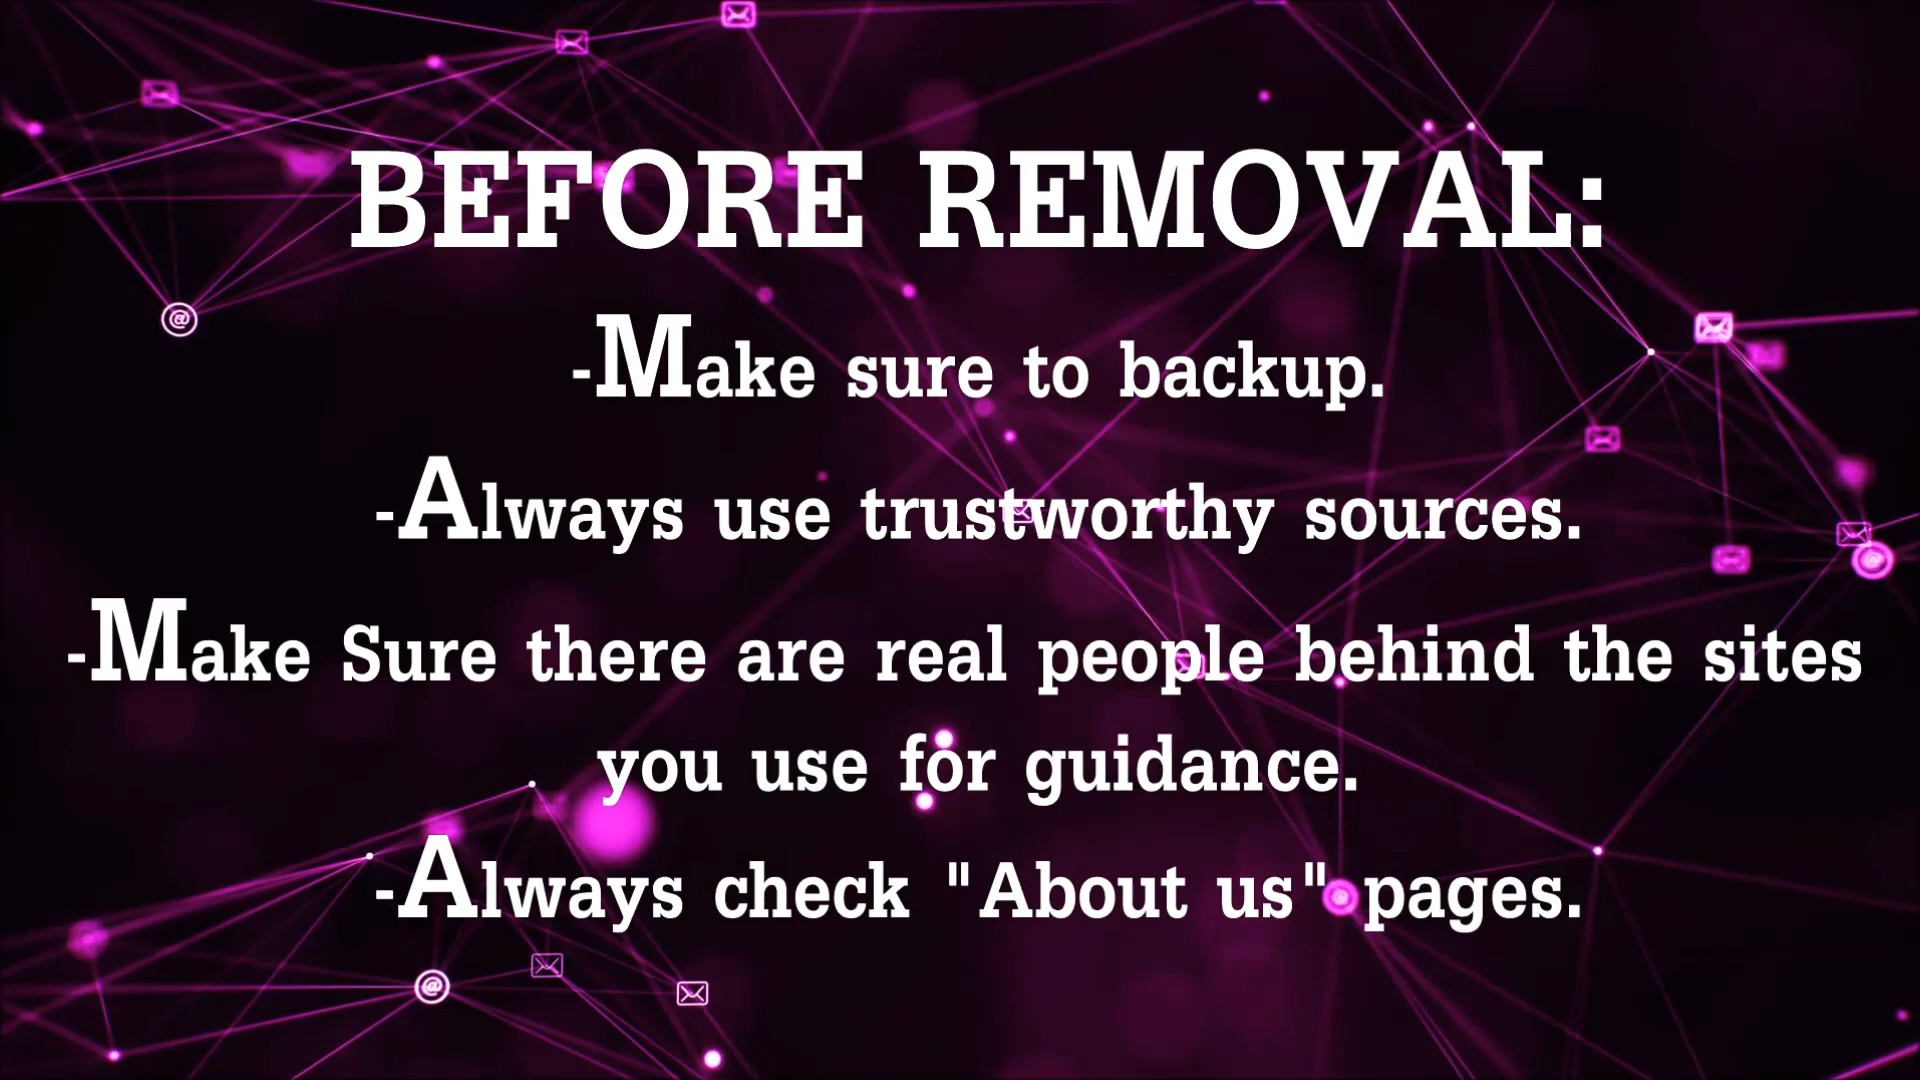 BEFORE REMOVAL:
-Make sure to backup.
-Always use trustworthy sources.
-Make Sure there are real people behind the sites
you use for guidance.
-Always check "About us" pages.